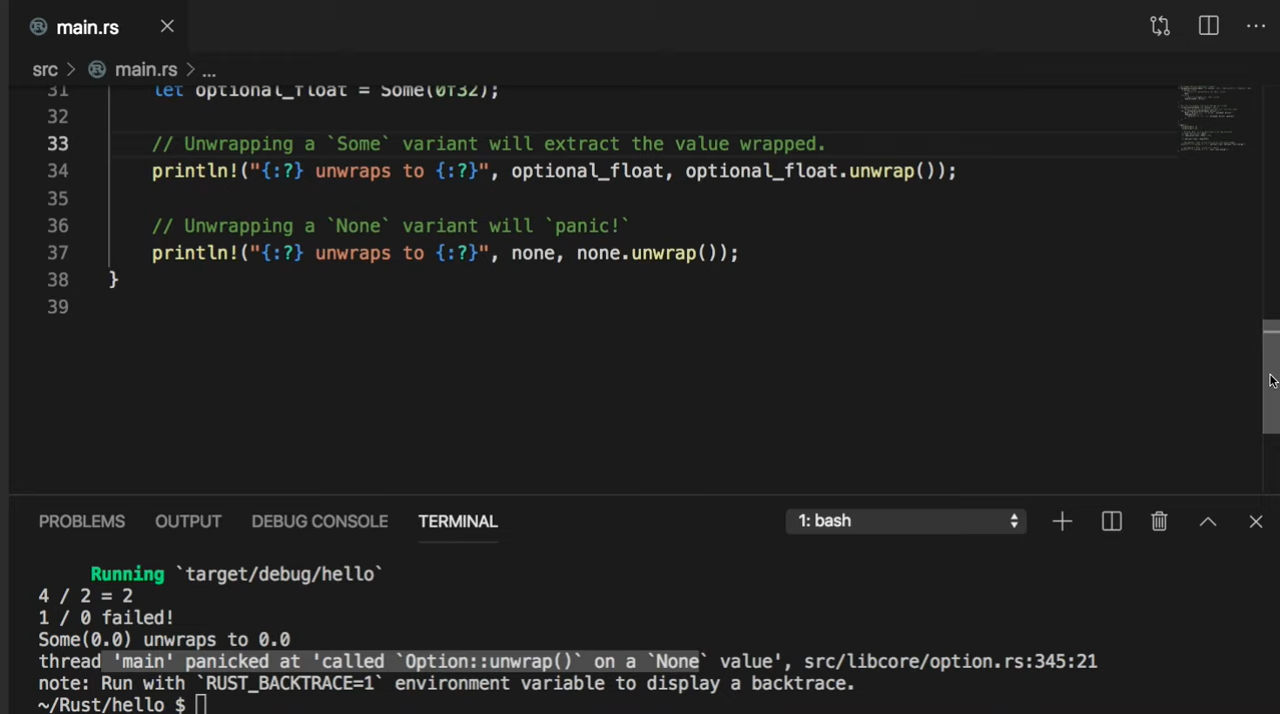 main.rs
src > main.rs > ...
31 let optional_float = Some(0f32);
32
33 // Unwrapping a `Some` variant will extract the value wrapped.
34 println!("{:?} unwraps to {:?}", optional_float, optional_float.unwrap());
35
36 // Unwrapping a `None` variant will `panic!`
37 println!("{:?} unwraps to {:?}", none, none.unwrap());
38 }
39
PROBLEMS OUTPUT DEBUG CONSOLE TERMINAL 1: bash
Running `target/debug/hello`
4 / 2 = 2
1 / 0 failed!
Some(0.0) unwraps to 0.0
thread 'main' panicked at 'called `Option::unwrap()` on a `None` value', src/libcore/option.rs:345:21
note: Run with `RUST_BACKTRACE=1` environment variable to display a backtrace.
~/Rust/hello $